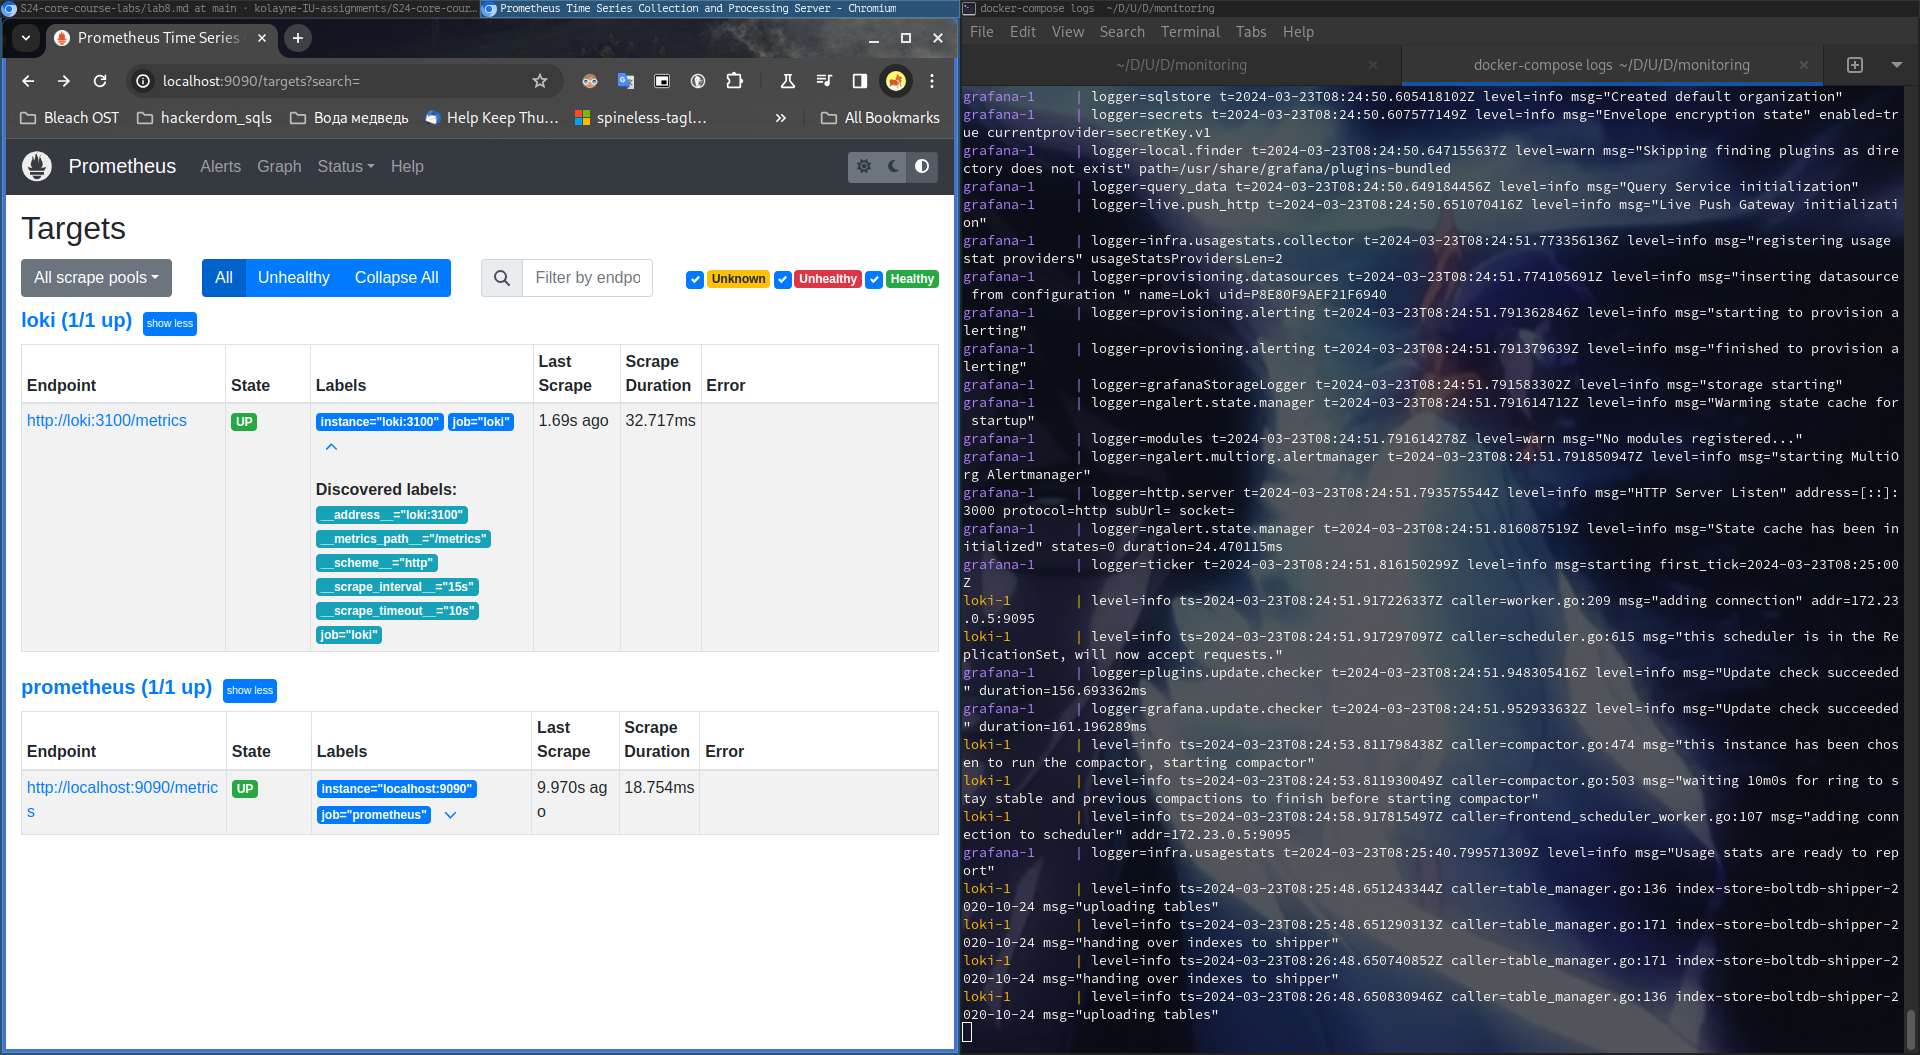 S24-core-course-labs/lab8.md at main · kolayne-IU-assignments/S24-core-cour...
Prometheus Time Series Collection and Processing Server - Chromium
Prometheus Time Series
localhost:9090/targets?search=
Bleach OST
hackerdom_sqls
Вода медведь
Help Keep Thu...
spineless-tagl...
»
All Bookmarks
Prometheus
Alerts
Graph
Status
Help
Targets
All scrape pools
All
Unhealthy
Collapse All
Filter by endpo
Unknown
Unhealthy
Healthy
loki (1/1 up)
show less
Endpoint
State
Labels
Last Scrape
Scrape Duration
Error
http://loki:3100/metrics
UP
instance="loki:3100"
job="loki"
1.69s ago
32.717ms
Discovered labels:
__address__="loki:3100"
__metrics_path__="/metrics"
__scheme__="http"
__scrape_interval__="15s"
__scrape_timeout__="10s"
job="loki"
prometheus (1/1 up)
show less
Endpoint
State
Labels
Last Scrape
Scrape Duration
Error
http://localhost:9090/metric
s
UP
instance="localhost:9090"
job="prometheus"
9.970s ag
o
18.754ms
docker-compose logs  ~/D/U/D/monitoring
File
Edit
View
Search
Terminal
Tabs
Help
~/D/U/D/monitoring
docker-compose logs  ~/D/U/D/monitoring
grafana-1     | logger=sqlstore t=2024-03-23T08:24:50.605418102Z level=info msg="Created default organization"
grafana-1     | logger=secrets t=2024-03-23T08:24:50.607577149Z level=info msg="Envelope encryption state" enabled=tr
ue currentprovider=secretKey.v1
grafana-1     | logger=local.finder t=2024-03-23T08:24:50.647155637Z level=warn msg="Skipping finding plugins as dire
ctory does not exist" path=/usr/share/grafana/plugins-bundled
grafana-1     | logger=query_data t=2024-03-23T08:24:50.649184456Z level=info msg="Query Service initialization"
grafana-1     | logger=live.push_http t=2024-03-23T08:24:50.651070416Z level=info msg="Live Push Gateway initializati
on"
grafana-1     | logger=infra.usagestats.collector t=2024-03-23T08:24:51.773356136Z level=info msg="registering usage
stat providers" usageStatsProvidersLen=2
grafana-1     | logger=provisioning.datasources t=2024-03-23T08:24:51.774105691Z level=info msg="inserting datasource
 from configuration " name=Loki uid=P8E80F9AEF21F6940
grafana-1     | logger=provisioning.alerting t=2024-03-23T08:24:51.791362846Z level=info msg="starting to provision a
lerting"
grafana-1     | logger=provisioning.alerting t=2024-03-23T08:24:51.791379639Z level=info msg="finished to provision a
lerting"
grafana-1     | logger=grafanaStorageLogger t=2024-03-23T08:24:51.791583302Z level=info msg="storage starting"
grafana-1     | logger=ngalert.state.manager t=2024-03-23T08:24:51.791614712Z level=info msg="Warming state cache for
 startup"
grafana-1     | logger=modules t=2024-03-23T08:24:51.791614278Z level=warn msg="No modules registered..."
grafana-1     | logger=ngalert.multiorg.alertmanager t=2024-03-23T08:24:51.791850947Z level=info msg="starting MultiO
rg Alertmanager"
grafana-1     | logger=http.server t=2024-03-23T08:24:51.793575544Z level=info msg="HTTP Server Listen" address=[::]:
3000 protocol=http subUrl= socket=
grafana-1     | logger=ngalert.state.manager t=2024-03-23T08:24:51.816087519Z level=info msg="State cache has been in
itialized" states=0 duration=24.470115ms
grafana-1     | logger=ticker t=2024-03-23T08:24:51.816150299Z level=info msg=starting first_tick=2024-03-23T08:25:00
Z
loki-1        | level=info ts=2024-03-23T08:24:51.917226337Z caller=worker.go:209 msg="adding connection" addr=172.23
.0.5:9095
loki-1        | level=info ts=2024-03-23T08:24:51.917297097Z caller=scheduler.go:615 msg="this scheduler is in the Re
plicationSet, will now accept requests."
grafana-1     | logger=plugins.update.checker t=2024-03-23T08:24:51.948305416Z level=info msg="Update check succeeded
" duration=156.693362ms
grafana-1     | logger=grafana.update.checker t=2024-03-23T08:24:51.952933632Z level=info msg="Update check succeeded
" duration=161.196289ms
loki-1        | level=info ts=2024-03-23T08:24:53.811798438Z caller=compactor.go:474 msg="this instance has been chos
en to run the compactor, starting compactor"
loki-1        | level=info ts=2024-03-23T08:24:53.811930049Z caller=compactor.go:503 msg="waiting 10m0s for ring to s
tay stable and previous compactions to finish before starting compactor"
loki-1        | level=info ts=2024-03-23T08:24:58.917815497Z caller=frontend_scheduler_worker.go:107 msg="adding conn
ection to scheduler" addr=172.23.0.5:9095
grafana-1     | logger=infra.usagestats t=2024-03-23T08:25:40.799571309Z level=info msg="Usage stats are ready to rep
ort"
loki-1        | level=info ts=2024-03-23T08:25:48.651243344Z caller=table_manager.go:136 index-store=boltdb-shipper-2
020-10-24 msg="uploading tables"
loki-1        | level=info ts=2024-03-23T08:25:48.651290313Z caller=table_manager.go:171 index-store=boltdb-shipper-2
020-10-24 msg="handing over indexes to shipper"
loki-1        | level=info ts=2024-03-23T08:26:48.650740852Z caller=table_manager.go:171 index-store=boltdb-shipper-2
020-10-24 msg="handing over indexes to shipper"
loki-1        | level=info ts=2024-03-23T08:26:48.650830946Z caller=table_manager.go:136 index-store=boltdb-shipper-2
020-10-24 msg="uploading tables"